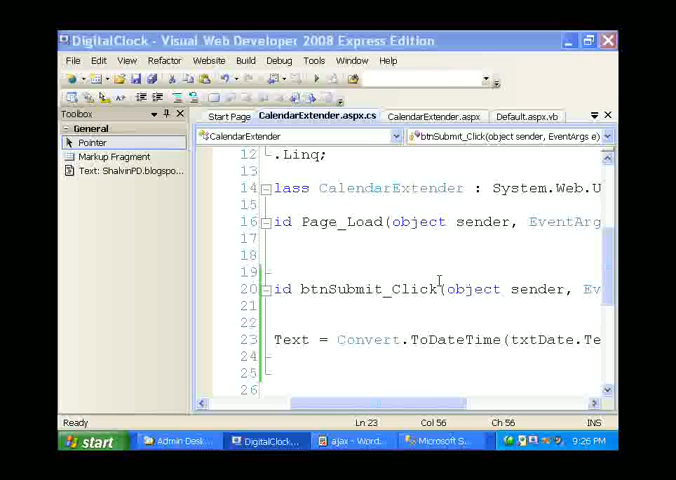 DigitalClock - Visual Web Developer 2008 Express Edition
File Edit View Refactor Website Build Debug Tools Window Help
Toolbox
Start Page CalendarExtender.aspx.cs CalendarExtender.aspx Default.aspx.vb
General
CalendarExtender btnSubmit_Click(object sender, EventArgs e)
Pointer
Markup Fragment
Text: ShalvinPD.blogspo...
12 .Linq;
13
14 lass CalendarExtender : System.Web.U
15
16 id Page_Load(object sender, EventArg
17
18
19
20 id btnSubmit_Click(object sender, Ev
21
22
23 Text = Convert.ToDateTime(txtDate.Te
24
25
26
Ready Ln 23 Col 56 Ch 56 INS
start Admin Desk... DigitalClock... ajax - Word... Microsoft S... 9:26 PM